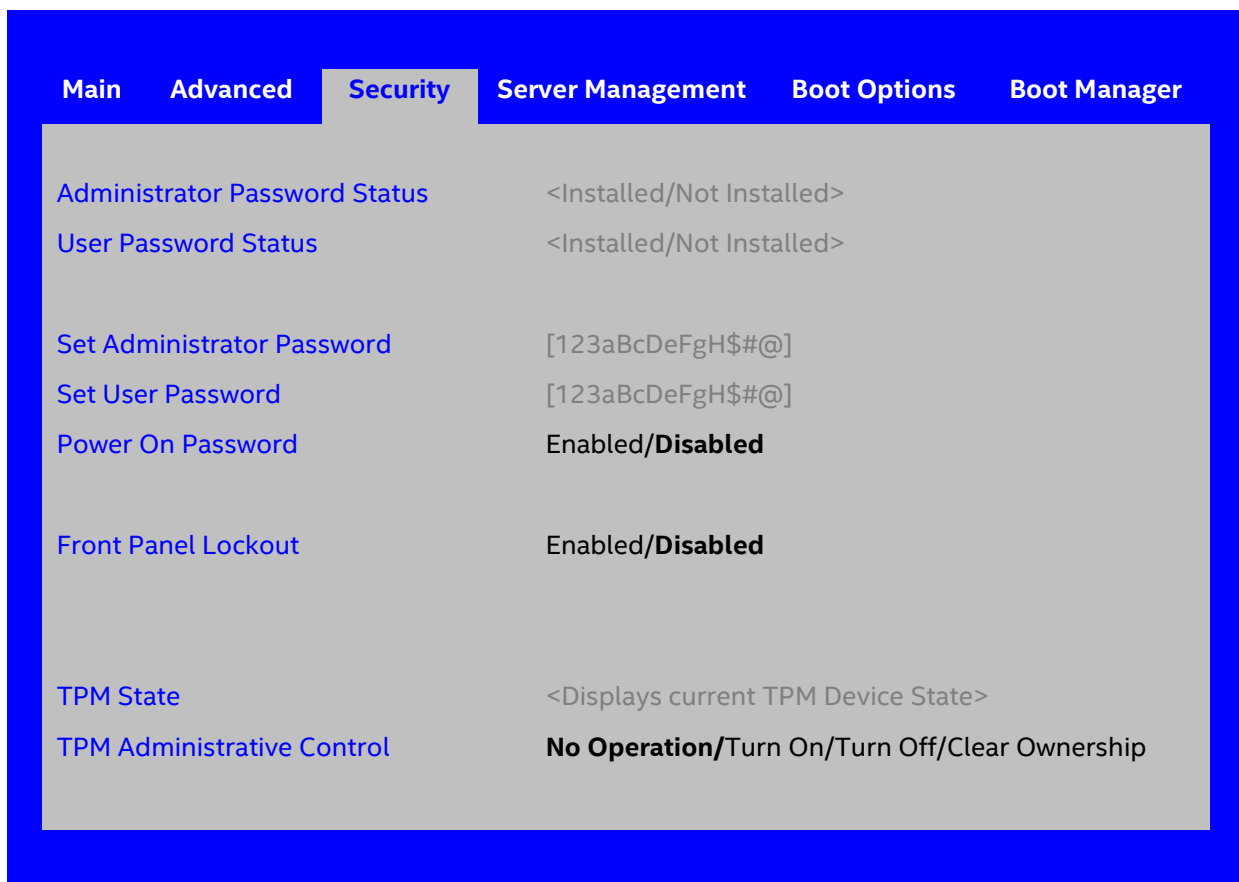 Main Advanced Security Server Management Boot Options Boot Manager
Administrator Password Status <Installed/Not Installed>
User Password Status <Installed/Not Installed>
Set Administrator Password [123aBcDeFgH$#@]
Set User Password [123aBcDeFgH$#@]
Power On Password Enabled/Disabled
Front Panel Lockout Enabled/Disabled
TPM State <Displays current TPM Device State>
TPM Administrative Control No Operation/Turn On/Turn Off/Clear Ownership